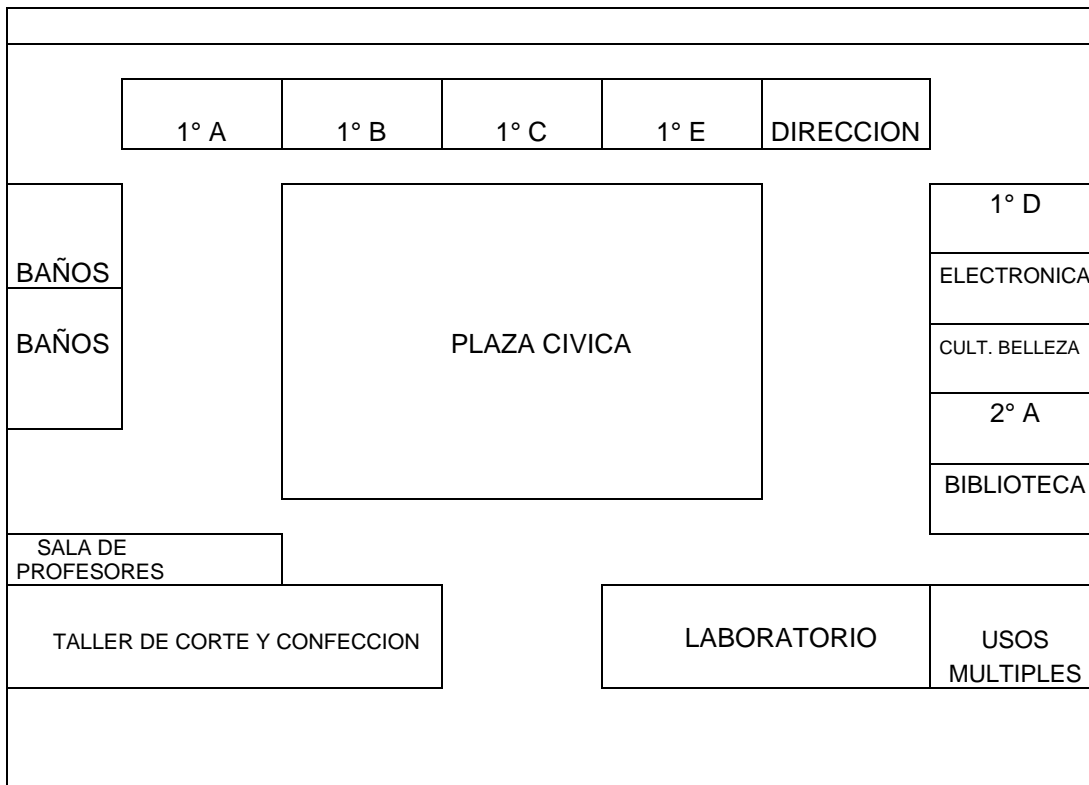 1° A
1° B
1° C
1° E
DIRECCION
1° D
BAÑOS
ELECTRONICA
BAÑOS
PLAZA CIVICA
CULT. BELLEZA
2° A
BIBLIOTECA
SALA DE
PROFESORES
TALLER DE CORTE Y CONFECCION
LABORATORIO
USOS
MULTIPLES